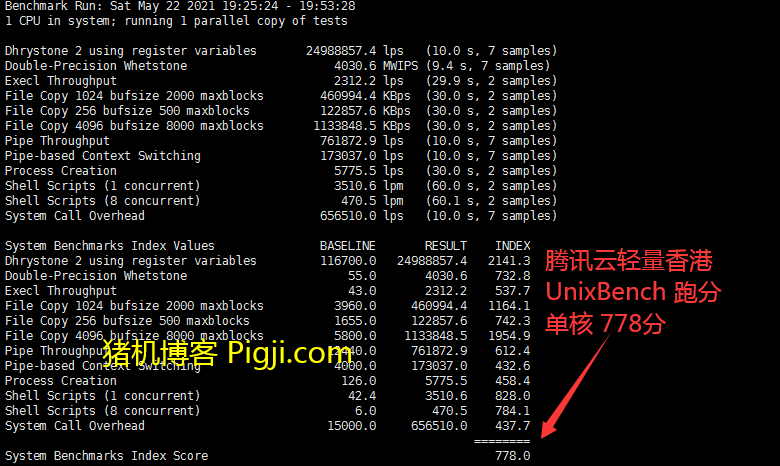 Benchmark Run: Sat May 22 2021 19:25:24 - 19:53:28
1 CPU in system; running 1 parallel copy of tests
Dhrystone 2 using register variables 24988857.4 lps (10.0 s, 7 samples)
Double-Precision Whetstone 4030.6 MWIPS (9.4 s, 7 samples)
Execl Throughput 2312.2 lps (29.9 s, 2 samples)
File Copy 1024 bufsize 2000 maxblocks 460994.4 KBps (30.0 s, 2 samples)
File Copy 256 bufsize 500 maxblocks 122857.6 KBps (30.0 s, 2 samples)
File Copy 4096 bufsize 8000 maxblocks 1133848.5 KBps (30.0 s, 2 samples)
Pipe Throughput 761872.9 lps (10.0 s, 7 samples)
Pipe-based Context Switching 173037.0 lps (10.0 s, 7 samples)
Process Creation 5775.5 lps (30.0 s, 2 samples)
Shell Scripts (1 concurrent) 3510.6 lpm (60.0 s, 2 samples)
Shell Scripts (8 concurrent) 470.5 lpm (60.1 s, 2 samples)
System Call Overhead 656510.0 lps (10.0 s, 7 samples)
System Benchmarks Index Values BASELINE RESULT INDEX
Dhrystone 2 using register variables 116700.0 24988857.4 2141.3
Double-Precision Whetstone 55.0 4030.6 732.8
Execl Throughput 43.0 2312.2 537.7
File Copy 1024 bufsize 2000 maxblocks 3960.0 460994.4 1164.1
File Copy 256 bufsize 500 maxblocks 1655.0 122857.6 742.3
File Copy 4096 bufsize 8000 maxblocks 5800.0 1133848.5 1954.9
Pipe Throughput 12440.0 761872.9 612.4
Pipe-based Context Switching 4000.0 173037.0 432.6
Process Creation 126.0 5775.5 458.4
Shell Scripts (1 concurrent) 42.4 3510.6 828.0
Shell Scripts (8 concurrent) 6.0 470.5 784.1
System Call Overhead 15000.0 656510.0 437.7
========
System Benchmarks Index Score 778.0
腾讯云轻量香港
UnixBench 跑分
单核 778分
猪机博客 Pigji.com